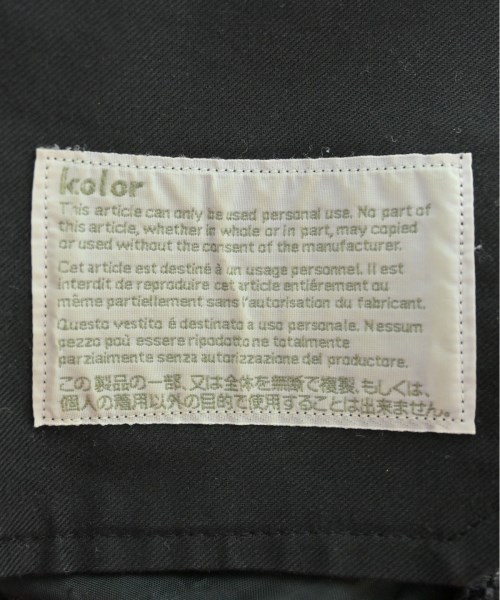 kolor
This article can only be used personal use. No part of
this article, whether in whole or in part, may copied
or used without the consent of the manufacturer.
Cet article est destiné à un usage personnel. Il est
interdit de reproduire cet article entiérement ou
même partiellement sans l'autorisation du fabricant.
Questo vestito é destinato a uso personale. Nessum
pezzo poù essere ripodotto ne totalmente
parzialmente senza autorizzazione del productore.
この製品の一部、又は全体を無断で複製、もしくは、
個人の着用以外の目的で使用することは出来ません。